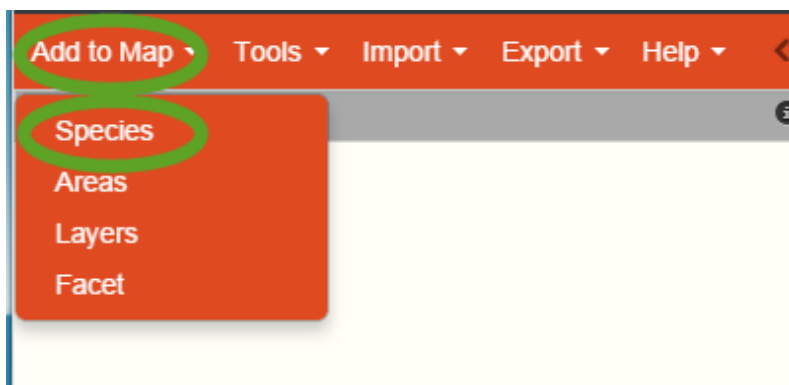 Add to Map Tools Import Export Help
Species
Areas
Layers
Facet